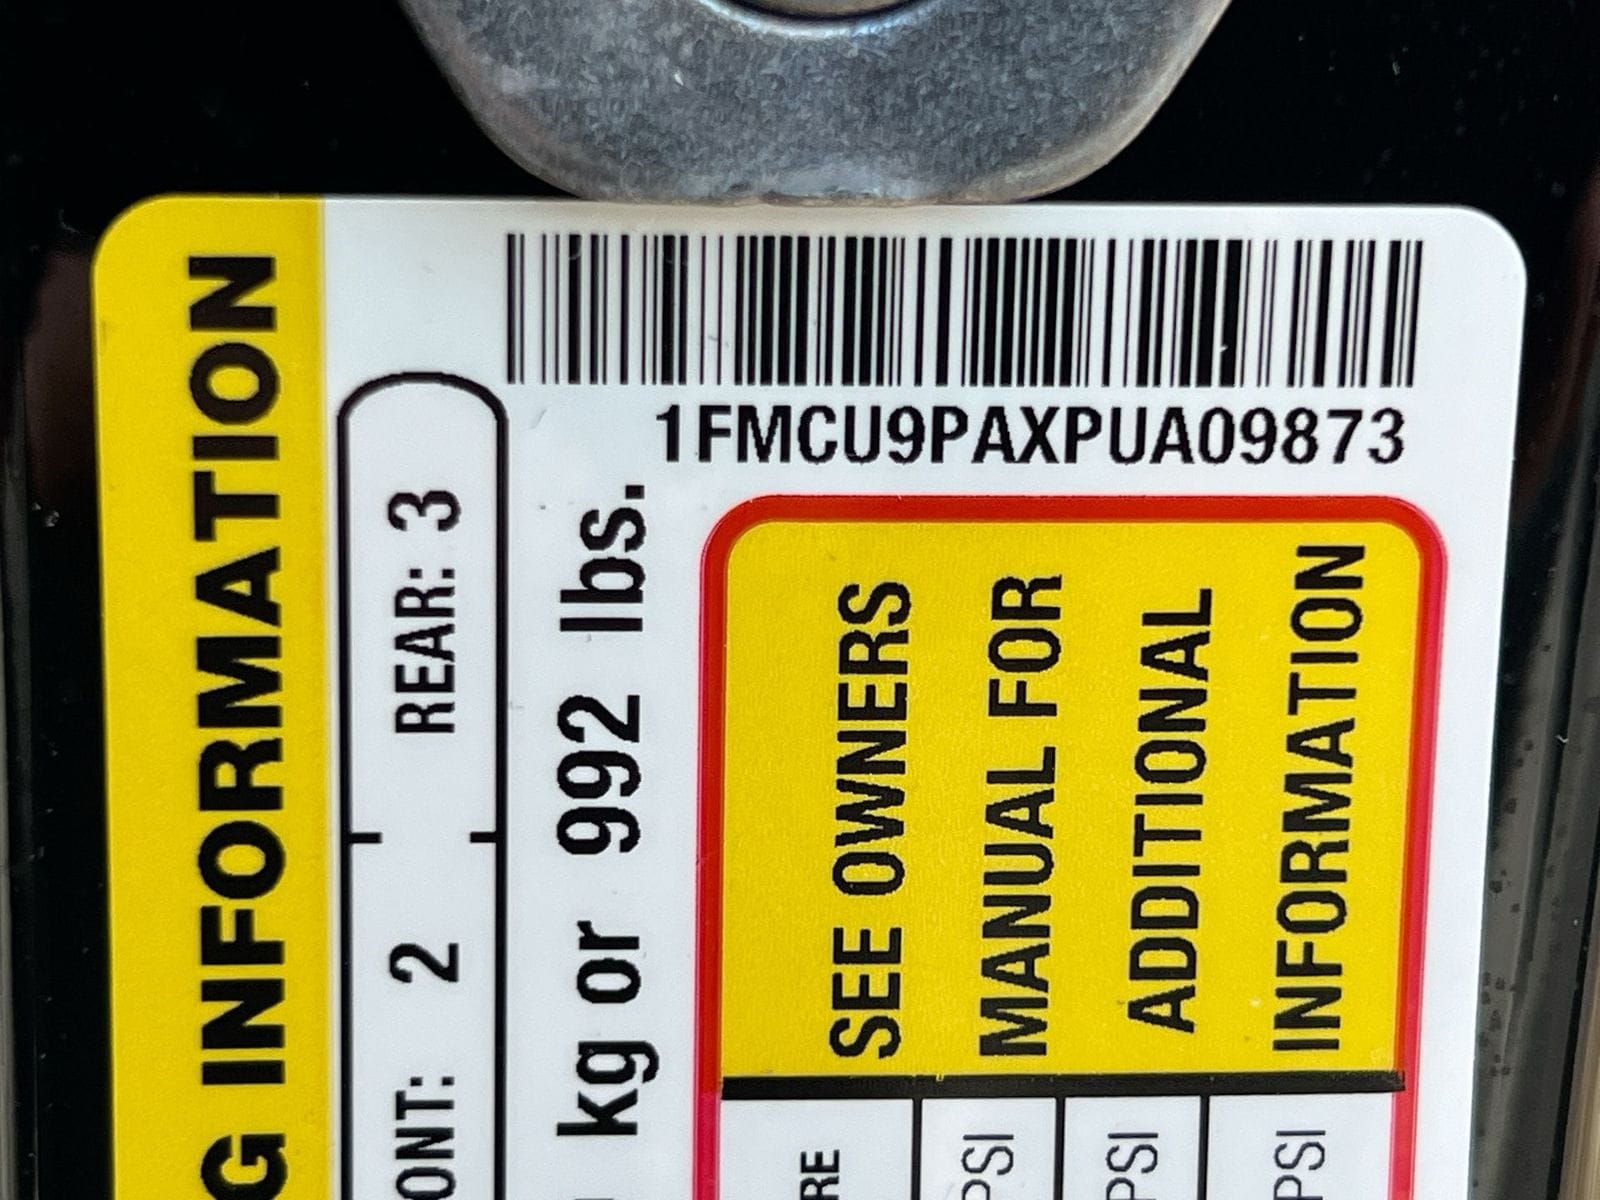 1FMCU9PAXPUA09873
G INFORMATION
ONT: 2 REAR: 3
kg or 992 lbs.
SEE OWNERS
MANUAL FOR
ADDITIONAL
INFORMATION
RE
PSI
PSI
PSI